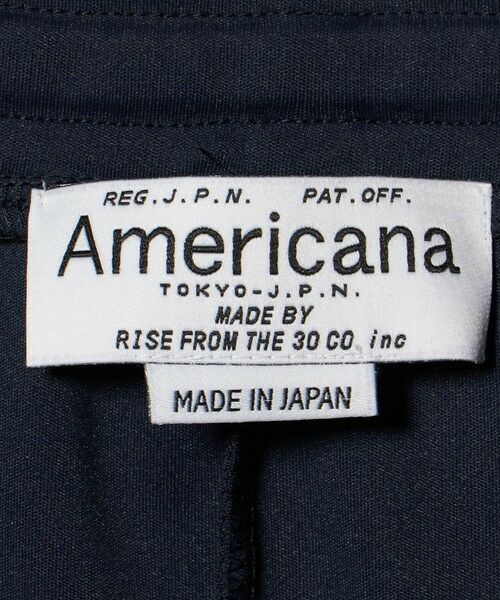 REG.J.P.N. PAT.OFF.
Americana
TOKYO-J.P.N.
MADE BY
RISE FROM THE 30 CO. inc
MADE IN JAPAN